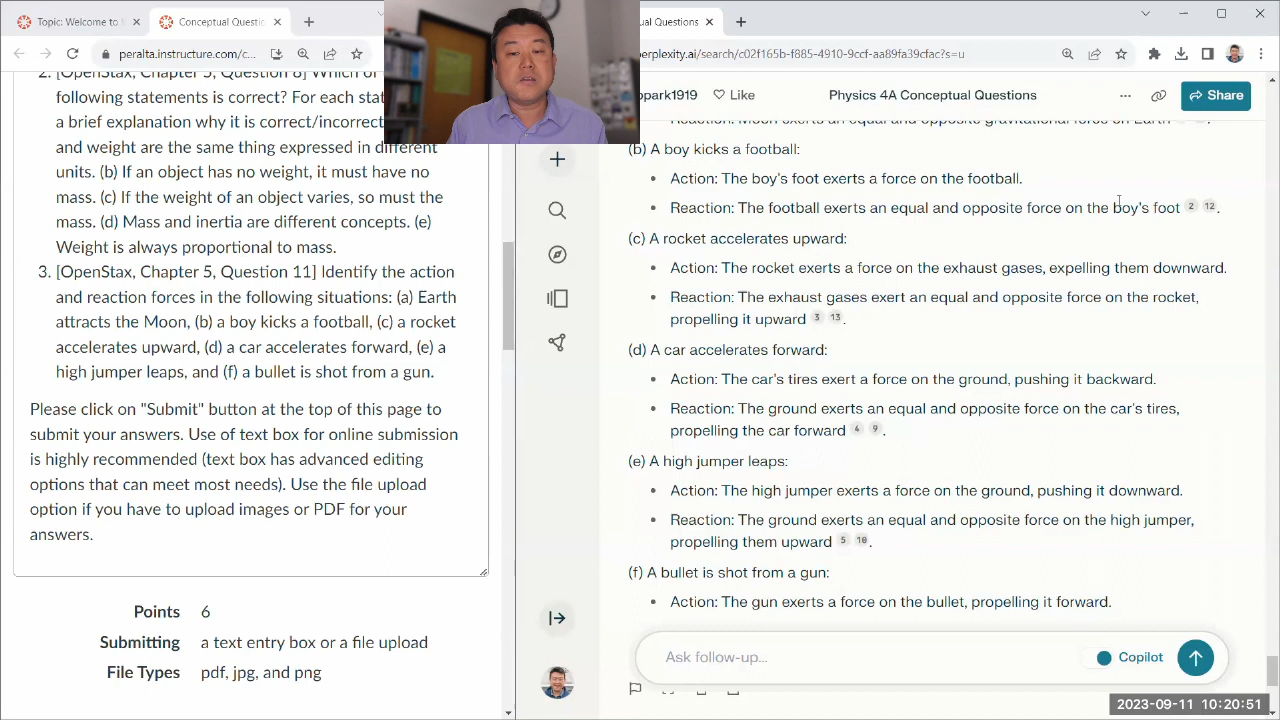 Topic: Welcome to
Conceptual Questic
ual Questions
peralta.instructure.com/c...
opark1919
Like
Physics 4A Conceptual Questions
Share
following statements is correct? For each stat
a brief explanation why it is correct/incorrect
and weight are the same thing expressed in different
units. (b) If an object has no weight, it must have no
mass. (c) If the weight of an object varies, so must the
mass. (d) Mass and inertia are different concepts. (e)
Weight is always proportional to mass.
3. [OpenStax, Chapter 5, Question 11] Identify the action
and reaction forces in the following situations: (a) Earth
attracts the Moon, (b) a boy kicks a football, (c) a rocket
accelerates upward, (d) a car accelerates forward, (e) a
high jumper leaps, and (f) a bullet is shot from a gun.
Please click on "Submit" button at the top of this page to
submit your answers. Use of text box for online submission
is highly recommended (text box has advanced editing
options that can meet most needs). Use the file upload
option if you have to upload images or PDF for your
answers.
Points 6
Submitting a text entry box or a file upload
File Types pdf, jpg, and png
(b) A boy kicks a football:
• Action: The boy's foot exerts a force on the football.
• Reaction: The football exerts an equal and opposite force on the boy's foot 2 12.
(c) A rocket accelerates upward:
• Action: The rocket exerts a force on the exhaust gases, expelling them downward.
• Reaction: The exhaust gases exert an equal and opposite force on the rocket,
propelling it upward 3 13.
(d) A car accelerates forward:
• Action: The car's tires exert a force on the ground, pushing it backward.
• Reaction: The ground exerts an equal and opposite force on the car's tires,
propelling the car forward 4 9.
(e) A high jumper leaps:
• Action: The high jumper exerts a force on the ground, pushing it downward.
• Reaction: The ground exerts an equal and opposite force on the high jumper,
propelling them upward 5 10.
(f) A bullet is shot from a gun:
• Action: The gun exerts a force on the bullet, propelling it forward.
Ask follow-up...
Copilot
2023-09-11 10:20:51